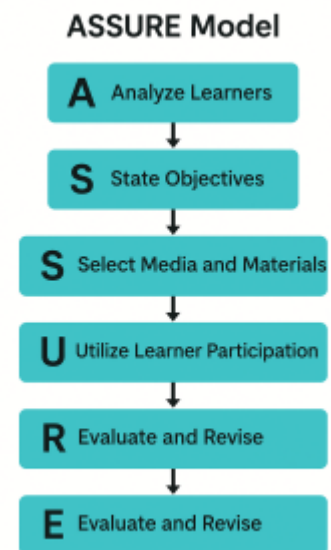 ASSURE Model
A Analyze Learners
S State Objectives
S Select Media and Materials
U Utilize Learner Participation
R Evaluate and Revise
E Evaluate and Revise